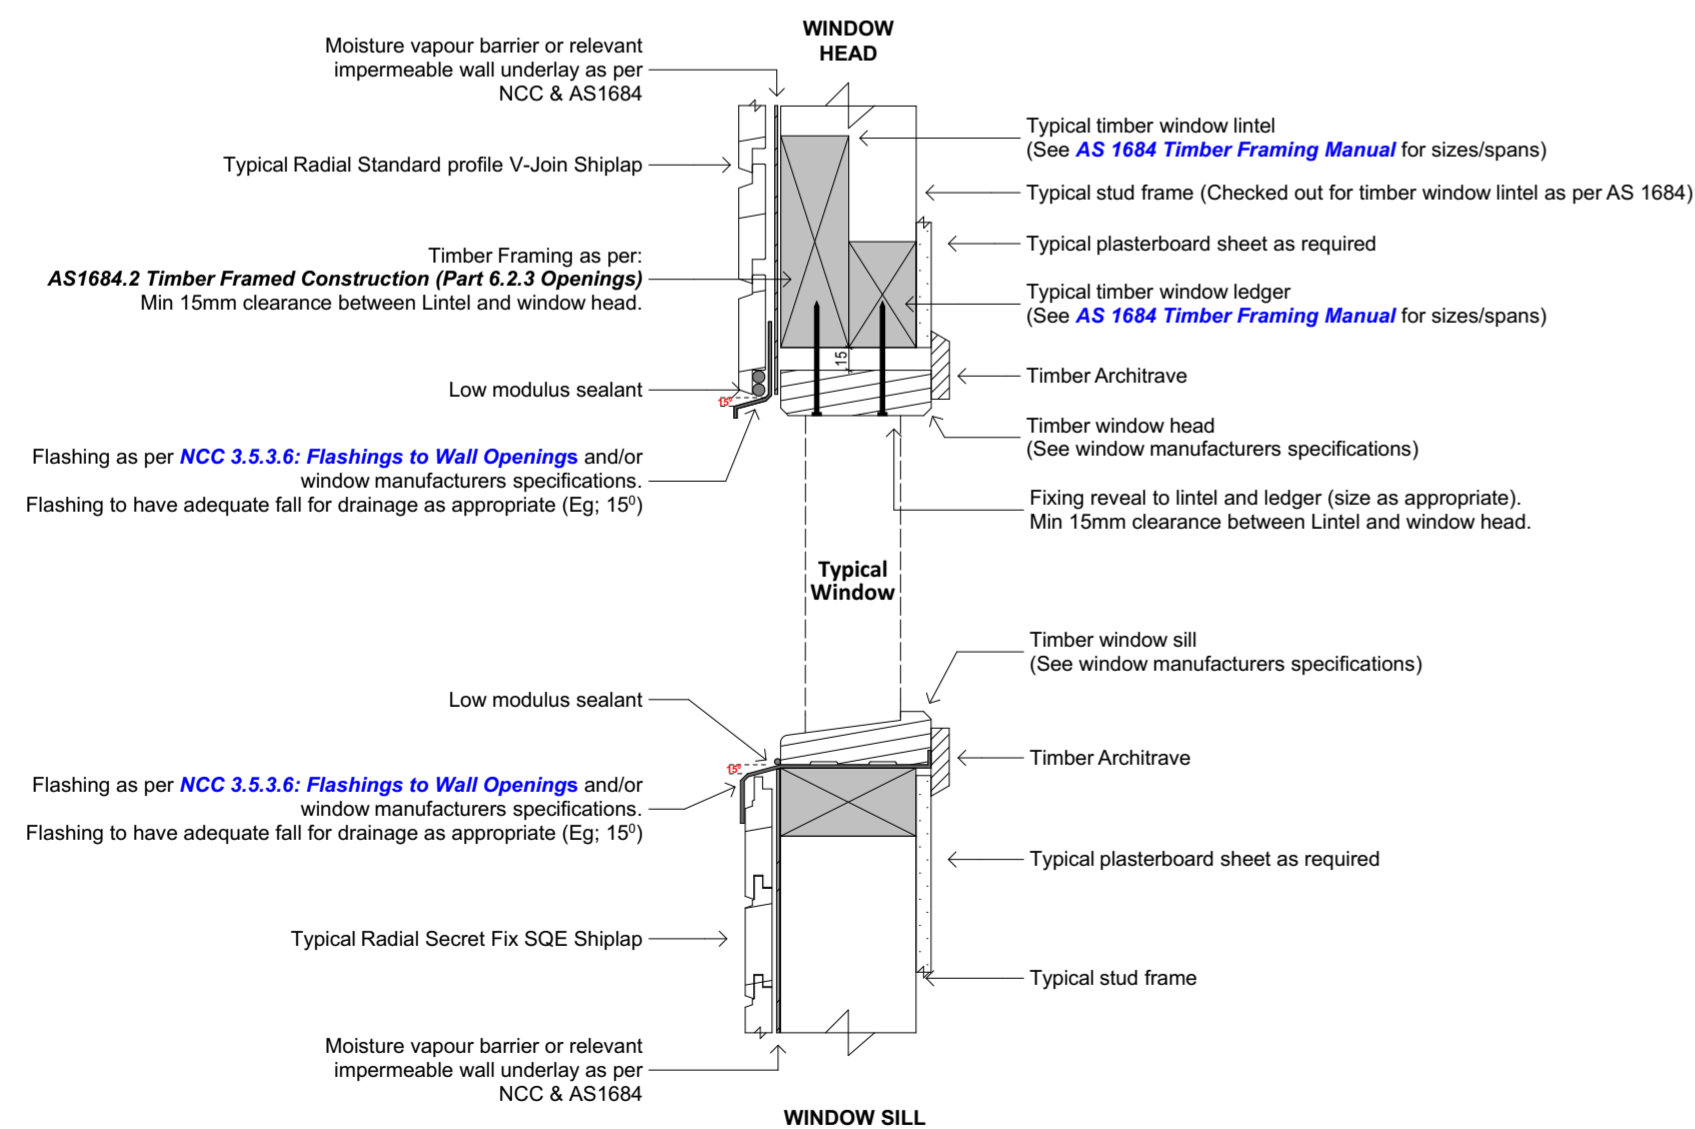 WINDOW
HEAD
Moisture vapour barrier or relevant
impermeable wall underlay as per
NCC & AS1684
Typical Radial Standard profile V-Join Shiplap
Timber Framing as per:
AS1684.2 Timber Framed Construction (Part 6.2.3 Openings)
Min 15mm clearance between Lintel and window head.
Low modulus sealant
15°
Flashing as per NCC 3.5.3.6: Flashings to Wall Openings and/or
window manufacturers specifications.
Flashing to have adequate fall for drainage as appropriate (Eg; 15⁰)
15
Typical timber window lintel
(See AS 1684 Timber Framing Manual for sizes/spans)
Typical stud frame (Checked out for timber window lintel as per AS 1684)
Typical plasterboard sheet as required
Typical timber window ledger
(See AS 1684 Timber Framing Manual for sizes/spans)
Timber Architrave
Timber window head
(See window manufacturers specifications)
Fixing reveal to lintel and ledger (size as appropriate).
Min 15mm clearance between Lintel and window head.
Typical
Window
Low modulus sealant
15°
Flashing as per NCC 3.5.3.6: Flashings to Wall Openings and/or
window manufacturers specifications.
Flashing to have adequate fall for drainage as appropriate (Eg; 15⁰)
Typical Radial Secret Fix SQE Shiplap
Moisture vapour barrier or relevant
impermeable wall underlay as per
NCC & AS1684
Timber window sill
(See window manufacturers specifications)
Timber Architrave
Typical plasterboard sheet as required
Typical stud frame
WINDOW SILL